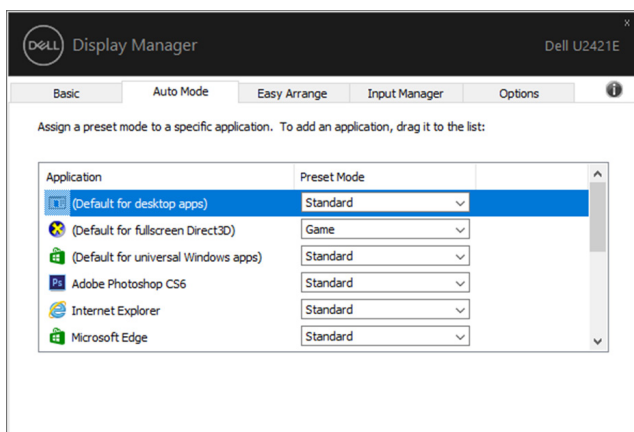 x
DELL Display Manager Dell U2421E
Basic Auto Mode Easy Arrange Input Manager Options i
Assign a preset mode to a specific application. To add an application, drag it to the list:
Application Preset Mode
(Default for desktop apps) Standard
(Default for fullscreen Direct3D) Game
(Default for universal Windows apps) Standard
Ps Adobe Photoshop CS6 Standard
Internet Explorer Standard
Microsoft Edge Standard